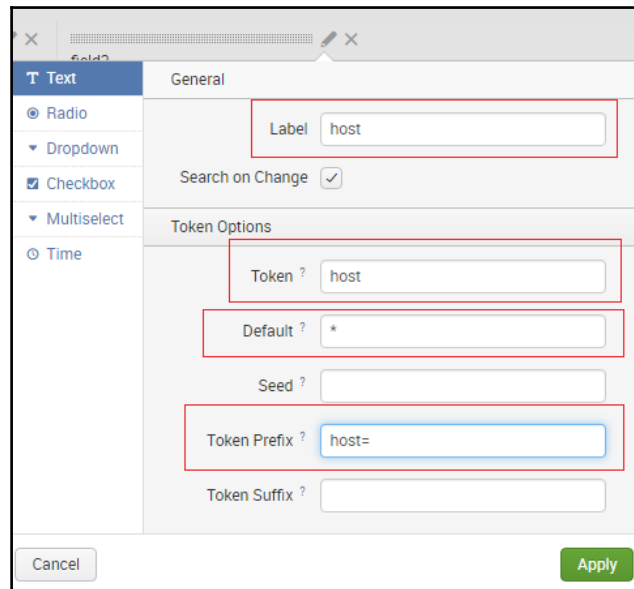 field2
T Text
General
Radio
Label host
Dropdown
Search on Change
Checkbox
Multiselect
Token Options
Time
Token ? host
Default ? *
Seed ?
Token Prefix ? host=
Token Suffix ?
Cancel
Apply